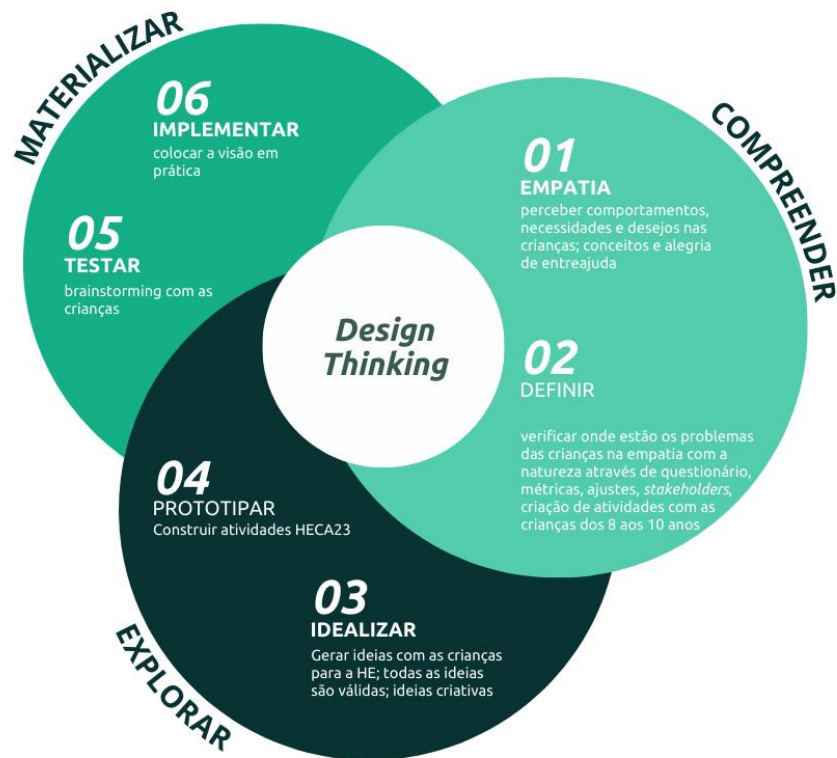 MATERIALIZAR
06
IMPLEMENTAR
colocar a visão em
prática
05
TESTAR
brainstorming com as
crianças
COMPREENDER
01
EMPATIA
perceber comportamentos,
necessidades e desejos nas
crianças; conceitos e alegria
de entreajuda
02
DEFINIR
verificar onde estão os problemas
das crianças na empatia com a
natureza através de questionário,
métricas, ajustes, stakeholders,
criação de atividades com as
crianças dos 8 aos 10 anos
Design
Thinking
04
PROTOTIPAR
Construir atividades HECA23
03
IDEALIZAR
Gerar ideias com as crianças
para a HE; todas as ideias
são válidas; ideias criativas
EXPLORAR